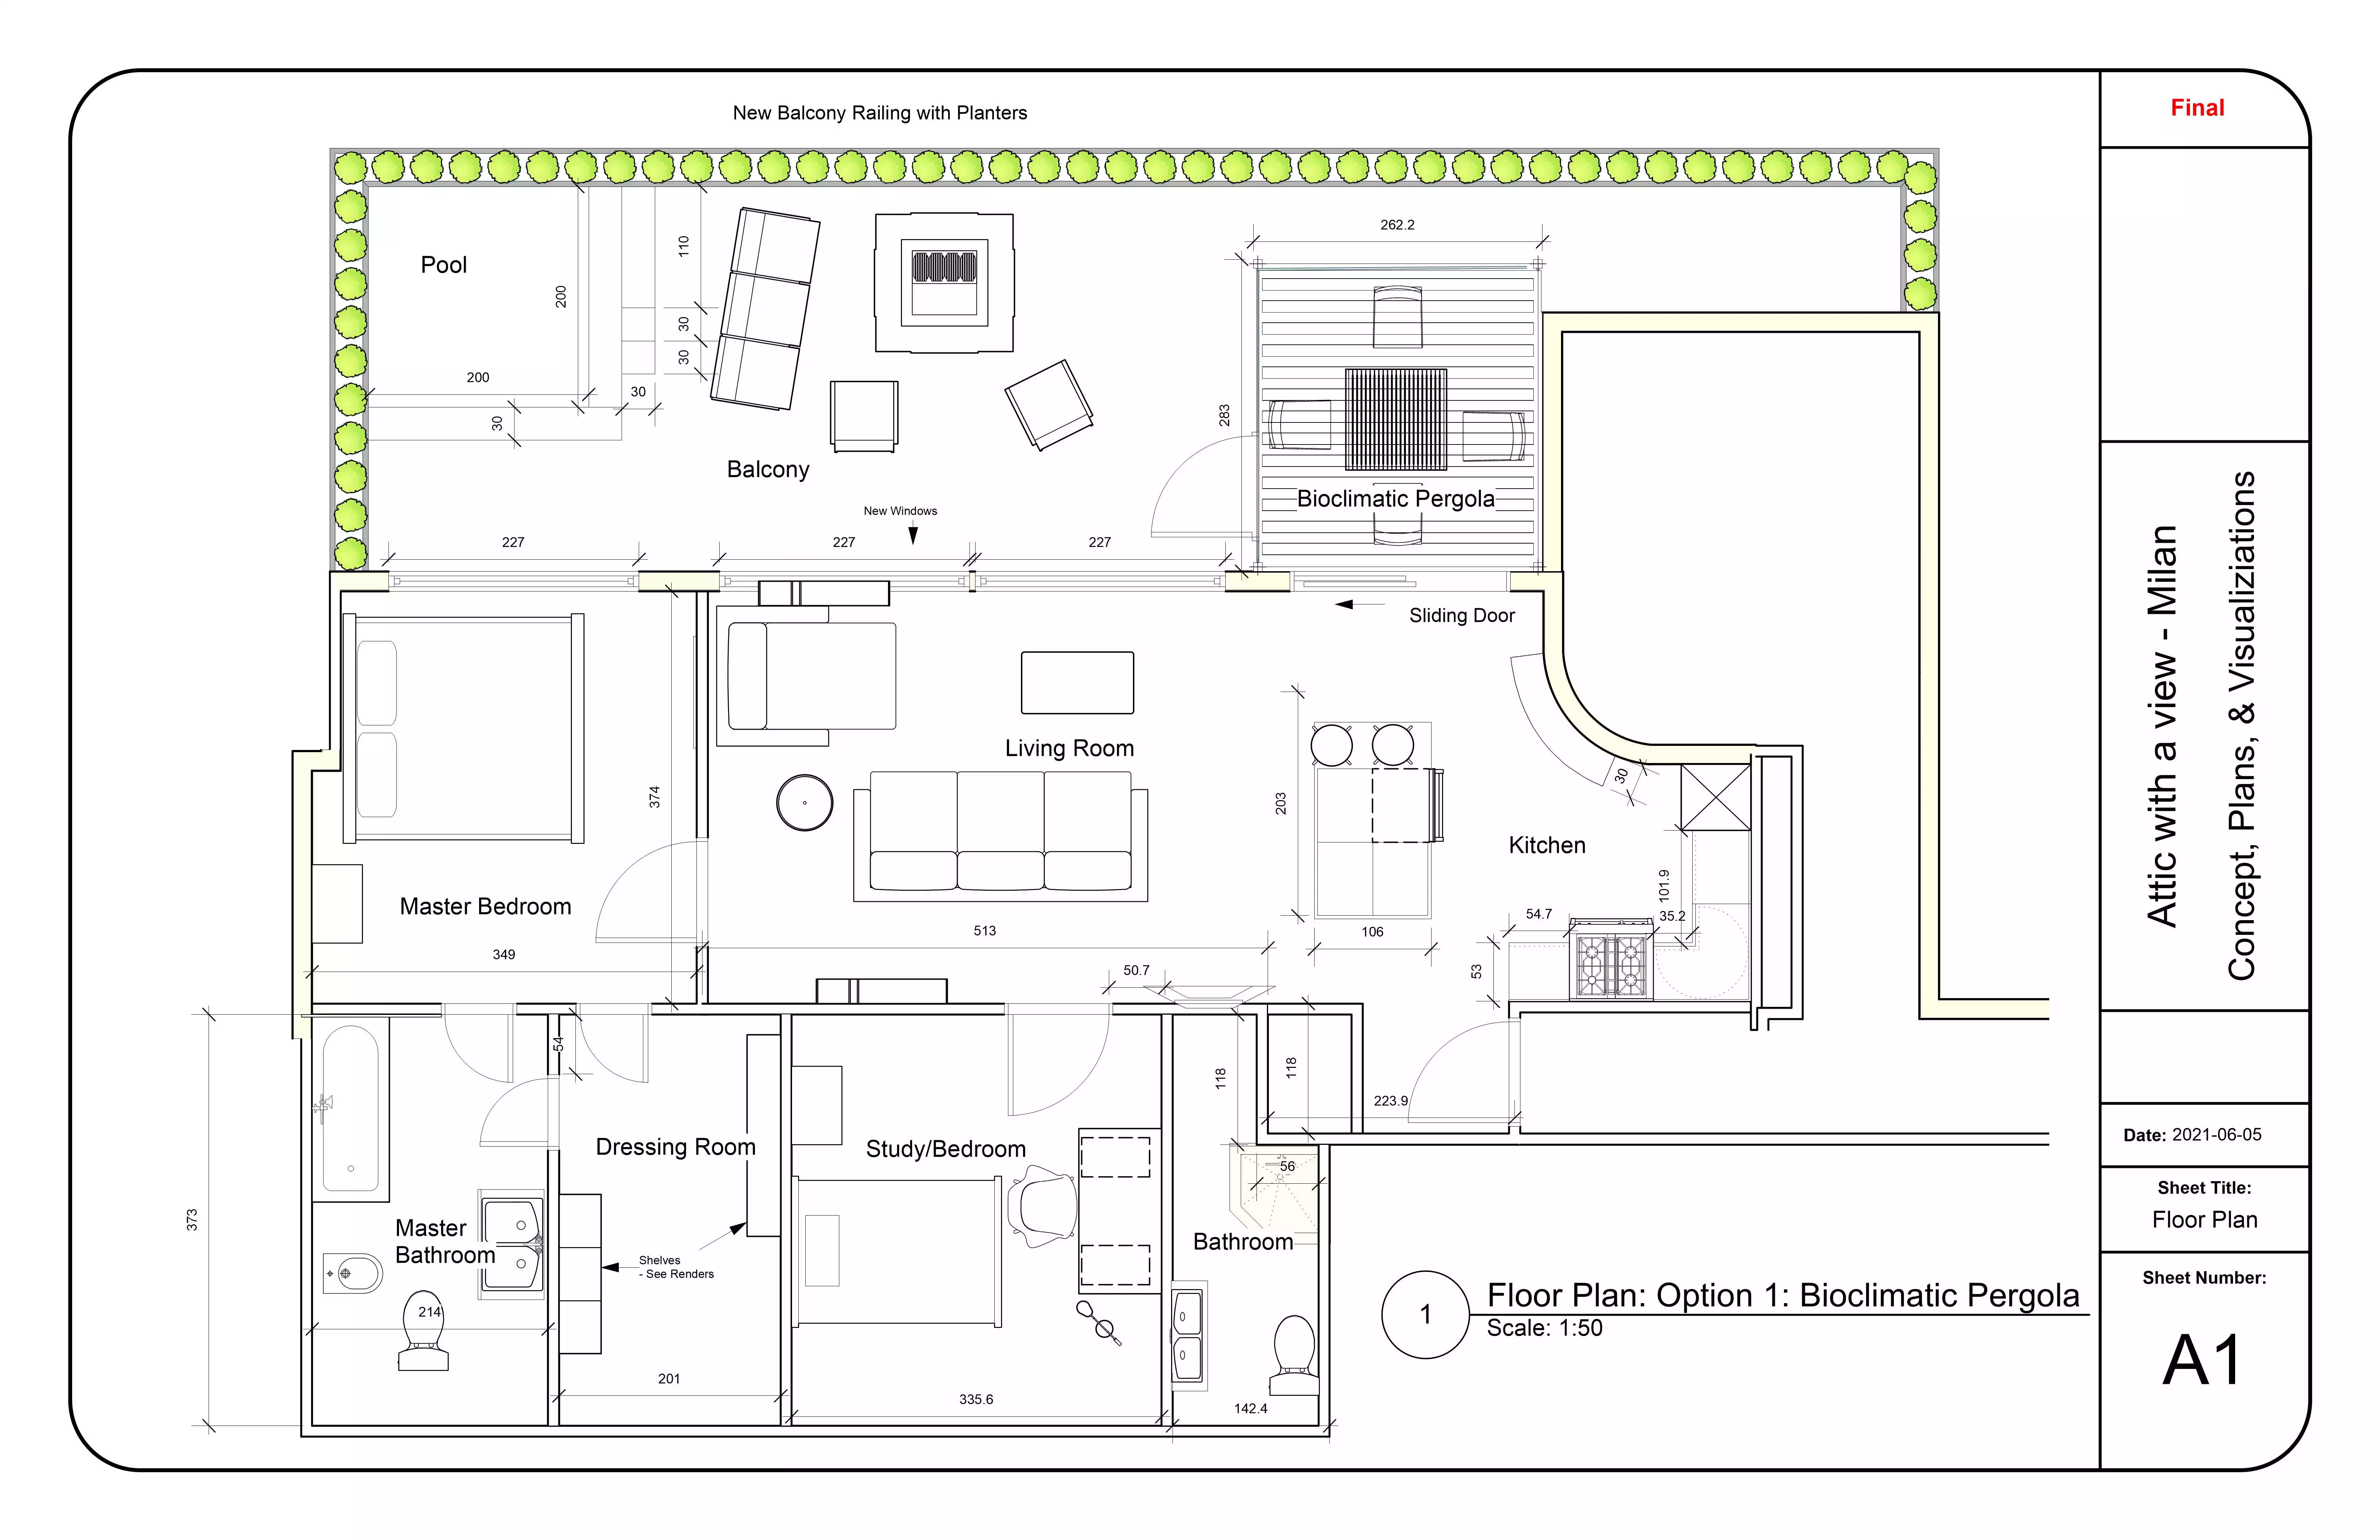 New Balcony Railing with Planters
Final
262.2
Pool
110
200
30
283
200
30
30
30
Balcony
Bioclimatic Pergola
New Windows
227
227
227
Sliding Door
Living Room
374
203
30
Kitchen
101.9
Master Bedroom
54.7
35.2
513
106
349
50.7
53
54
118
118
223.9
Dressing Room
Study/Bedroom
56
373
Master
Bathroom
Bathroom
Shelves
- See Renders
214
201
335.6
142.4
1
Floor Plan: Option 1: Bioclimatic Pergola
Scale: 1:50
Attic with a view - Milan
Concept, Plans, & Visualiziations
Date: 2021-06-05
Sheet Title:
Floor Plan
Sheet Number:
A1